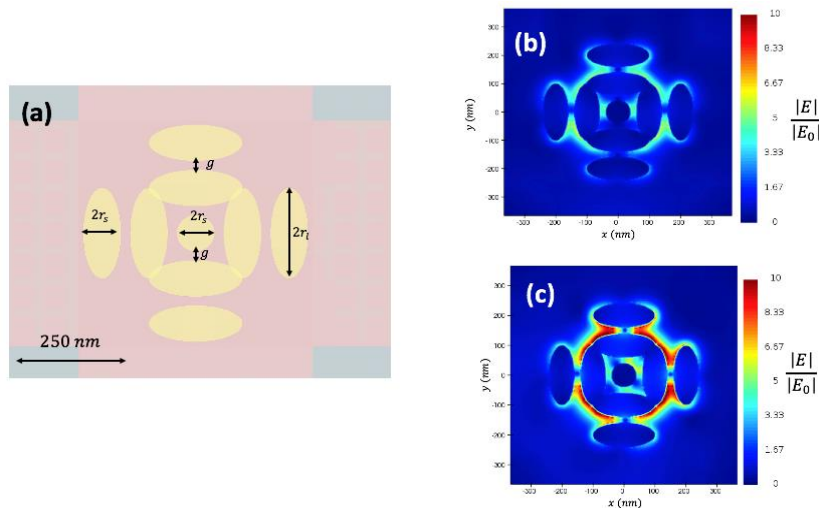 (a)
g
2r_s
2r_s
2r_l
g
250 nm
(b)
y (nm)
300
200
100
0
-100
-200
-300
-300 -200 -100 0 100 200 300
x (nm)
10
8.33
6.67
5
3.33
1.67
0
|E|
|E_0|
(c)
y (nm)
300
200
100
0
-100
-200
-300
-300 -200 -100 0 100 200 300
x (nm)
10
8.33
6.57
5
3.33
1.67
0
|E|
|E_0|